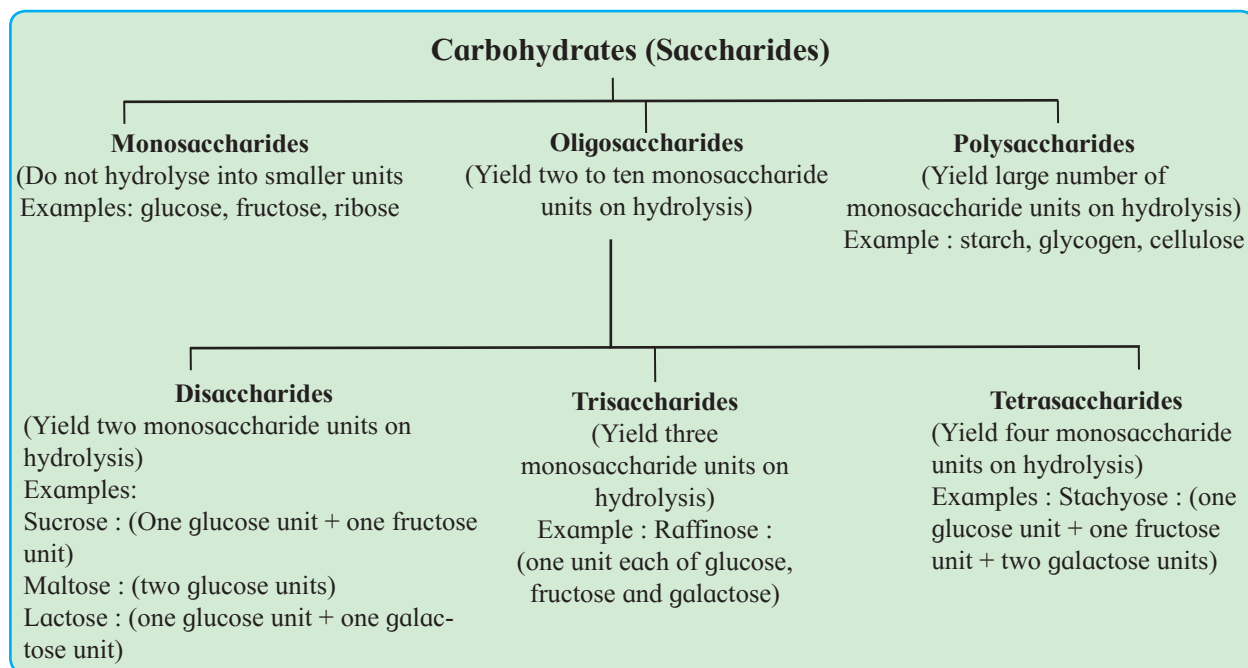 Carbohydrates (Saccharides)
Monosaccharides
(Do not hydrolyse into smaller units
Examples: glucose, fructose, ribose
Oligosaccharides
(Yield two to ten monosaccharide
units on hydrolysis)
Polysaccharides
(Yield large number of
monosaccharide units on hydrolysis)
Example : starch, glycogen, cellulose
Disaccharides
(Yield two monosaccharide units on
hydrolysis)
Examples:
Sucrose : (One glucose unit + one fructose
unit)
Maltose : (two glucose units)
Lactose : (one glucose unit + one galac-
tose unit)
Trisaccharides
(Yield three
monosaccharide units on
hydrolysis)
Example : Raffinose :
(one unit each of glucose,
fructose and galactose)
Tetrasaccharides
(Yield four monosaccharide
units on hydrolysis)
Examples : Stachyose : (one
glucose unit + one fructose
unit + two galactose units)